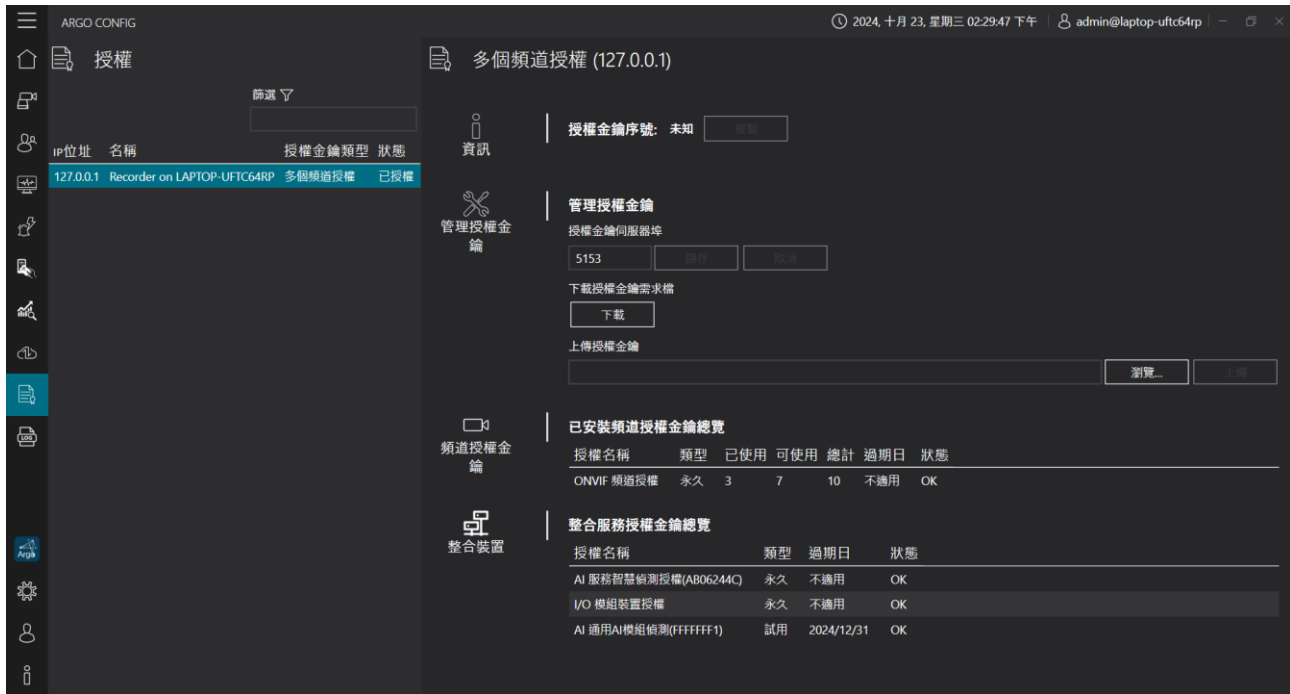 ARGO CONFIG
2024, 十月 23, 星期三 02:29:47 下午
admin@laptop-uftc64rp
授權
篩選
IP位址 名稱 授權金鑰類型 狀態
127.0.0.1 Recorder on LAPTOP-UFTC64RP 多個頻道授權 已授權
多個頻道授權 (127.0.0.1)
資訊
授權金鑰序號: 未知 複製
管理授權金
鑰
管理授權金鑰
授權金鑰伺服器埠
5153 儲存 取消
下載授權金鑰需求檔
下載
上傳授權金鑰
瀏覽... 上傳
頻道授權金
鑰
已安裝頻道授權金鑰總覽
授權名稱 類型 已使用 可使用 總計 過期日 狀態
ONVIF 頻道授權 永久 3 7 10 不適用 OK
整合裝置
整合服務授權金鑰總覽
授權名稱 類型 過期日 狀態
AI 服務智慧偵測授權(AB06244C) 永久 不適用 OK
I/O 模組裝置授權 永久 不適用 OK
AI 通用AI模組偵測(FFFFFFF1) 試用 2024/12/31 OK
LOG
Argo